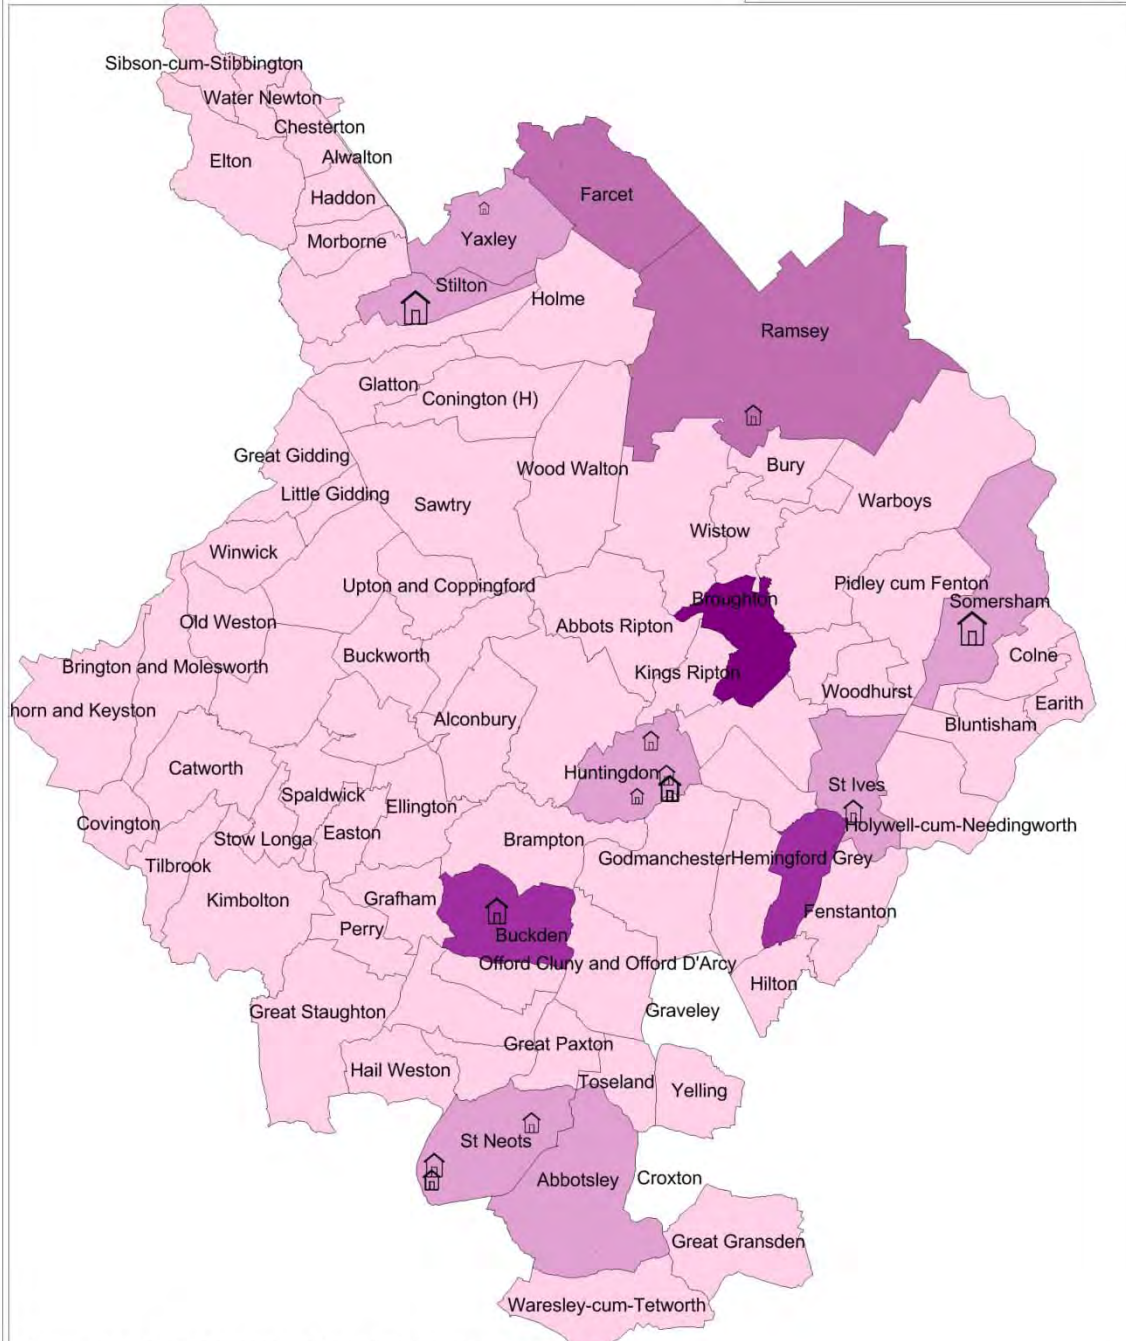 Sibson-cum-Stibbington
Water Newton
Chesterton
Elton
Alwalton
Haddon
Farcet
Morborne
Yaxley
Stilton
Holme
Ramsey
Glatton
Conington (H)
Great Gidding
Wood Walton
Bury
Little Gidding
Sawtry
Warboys
Wistow
Winwick
Upton and Coppingford
Pidley cum Fenton
Broughton
Somersham
Old Weston
Abbots Ripton
Buckworth
Colne
Brington and Molesworth
Kings Ripton
Woodhurst
Earith
horn and Keyston
Alconbury
Bluntisham
Catworth
Huntingdon
St Ives
Spaldwick
Ellington
Covington
Stow Longa
Easton
Brampton
Holywell-cum-Needingworth
Tilbrook
Godmanchester
Hemingford Grey
Kimbolton
Grafham
Fenstanton
Perry
Buckden
Offord Cluny and Offord D'Arcy
Hilton
Great Staughton
Graveley
Great Paxton
Hail Weston
Toseland
Yelling
St Neots
Abbotsley
Croxton
Great Gransden
Waresley-cum-Tetworth